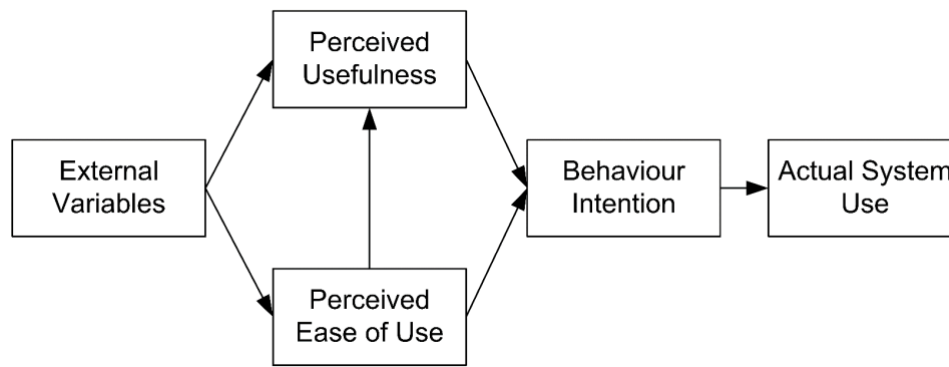 Perceived
Usefulness
External
Variables
Behaviour
Intention
Actual System
Use
Perceived
Ease of Use